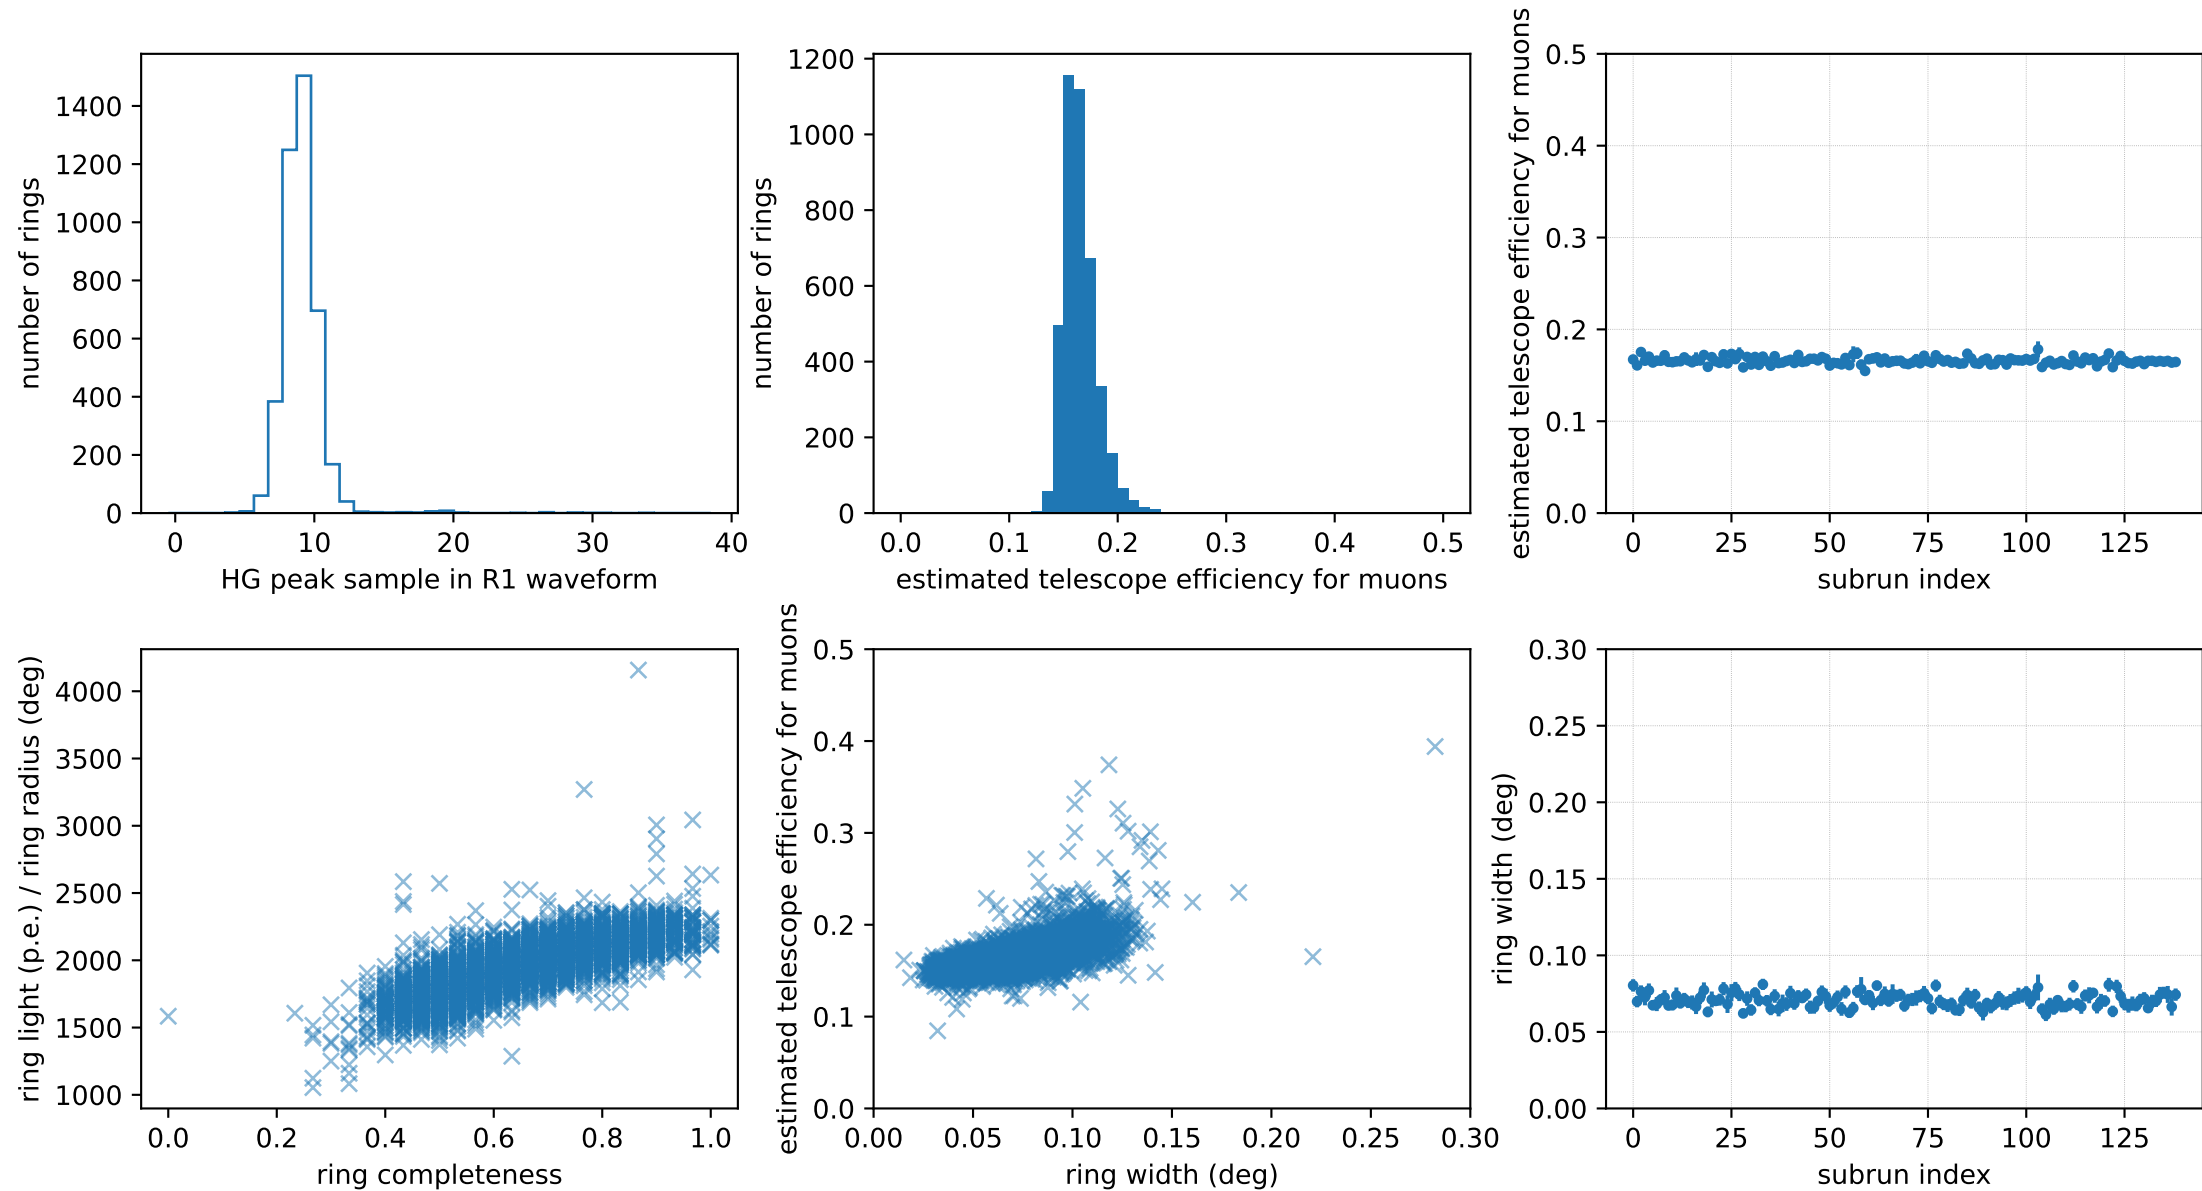 number of rings
1400
1200
1000
800
600
400
200
0
0 10 20 30 40
HG peak sample in R1 waveform
number of rings
1200
1000
800
600
400
200
0
0.0 0.1 0.2 0.3 0.4 0.5
estimated telescope efficiency for muons
estimated telescope efficiency for muons
0.5
0.4
0.3
0.2
0.1
0.0
0 25 50 75 100 125
subrun index
ring light (p.e.) / ring radius (deg)
4000
3500
3000
2500
2000
1500
1000
0.0 0.2 0.4 0.6 0.8 1.0
ring completeness
estimated telescope efficiency for muons
0.5
0.4
0.3
0.2
0.1
0.0
0.00 0.05 0.10 0.15 0.20 0.25 0.30
ring width (deg)
ring width (deg)
0.30
0.25
0.20
0.15
0.10
0.05
0.00
0 25 50 75 100 125
subrun index